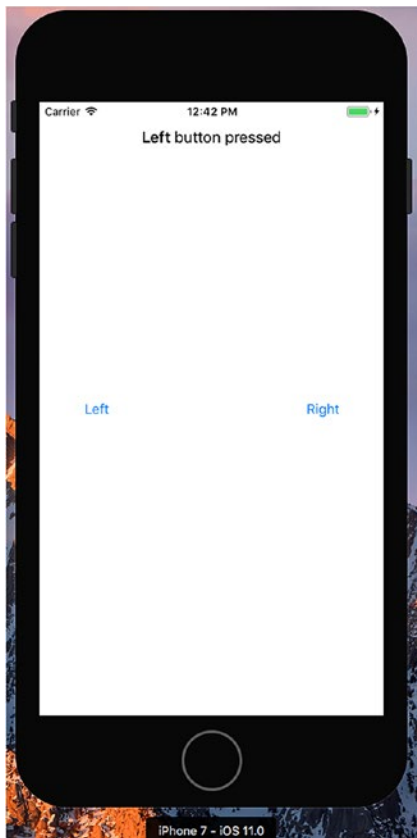 Carrier 12:42 PM
Left button pressed
Left Right
iPhone 7 - iOS 11.0